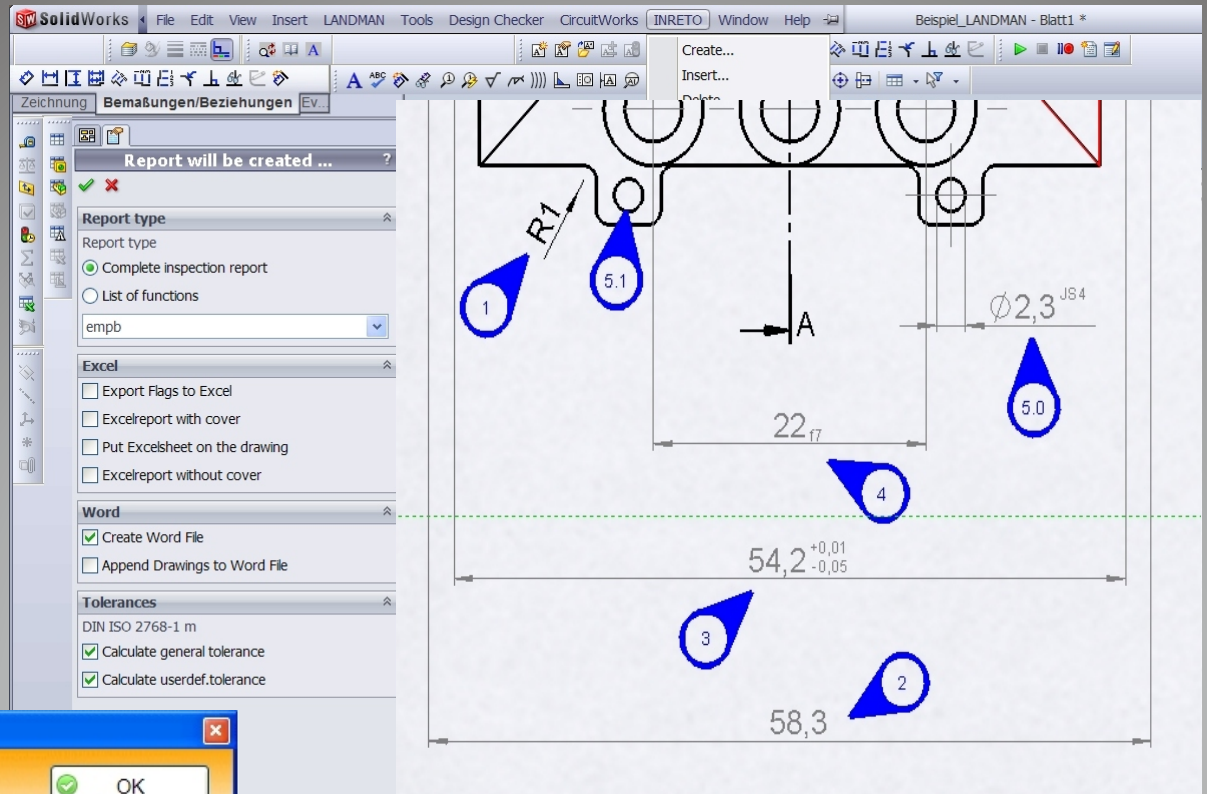 SolidWorks File Edit View Insert LANDMAN Tools Design Checker CircuitWorks INRETO Window Help Beispiel_LANDMAN - Blatt1 *
Create...
Insert...
Delete
Zeichnung Bemaßungen/Beziehungen Ev...
Report will be created ... ?
Report type
Report type
Complete inspection report
List of functions
empb
Excel
Export Flags to Excel
Excelreport with cover
Put Excelsheet on the drawing
Excelreport without cover
Word
Create Word File
Append Drawings to Word File
Tolerances
DIN ISO 2768-1 m
Calculate general tolerance
Calculate userdef.tolerance
OK
R1
1
5.1
A
Ø2,3 JS4
5.0
22 f7
4
54,2 +0,01 -0,05
3
2
58,3